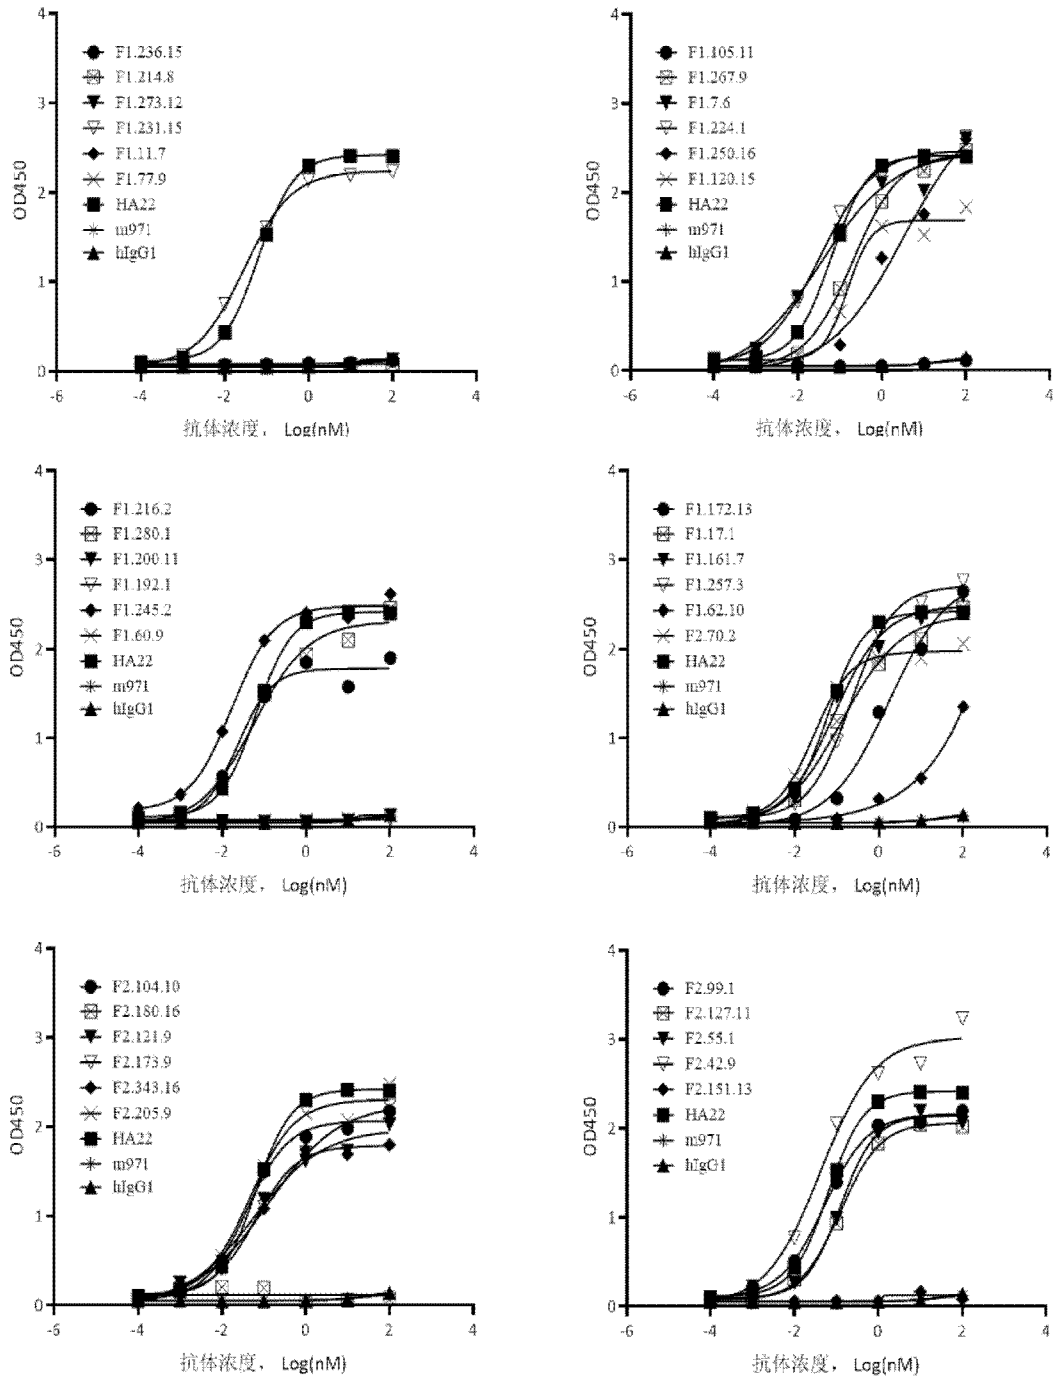 4
3
2
1
0
OD450
F1.236.15
F1.214.8
F1.273.12
F1.231.15
F1.11.7
F1.77.9
HA22
m971
hIgG1
-6 -4 -2 0 2 4
抗体浓度， Log(nM)
4
3
2
1
0
OD450
F1.105.11
F1.267.9
F1.7.6
F1.224.1
F1.250.16
F1.120.15
HA22
m971
hIgG1
-6 -4 -2 0 2 4
抗体浓度， Log(nM)
4
3
2
1
0
OD450
F1.216.2
F1.280.1
F1.200.11
F1.192.1
F1.245.2
F1.60.9
HA22
m971
hIgG1
-6 -4 -2 0 2 4
抗体浓度， Log(nM)
4
3
2
1
0
OD450
F1.172.13
F1.17.1
F1.161.7
F1.257.3
F1.62.10
F2.70.2
HA22
m971
hIgG1
-6 -4 -2 0 2 4
抗体浓度， Log(nM)
4
3
2
1
0
OD450
F2.104.10
F2.180.16
F2.121.9
F2.173.9
F2.343.16
F2.205.9
HA22
m971
hIgG1
-6 -4 -2 0 2 4
抗体浓度， Log(nM)
4
3
2
1
0
OD450
F2.99.1
F2.127.11
F2.55.1
F2.42.9
F2.151.13
HA22
m971
hIgG1
-6 -4 -2 0 2 4
抗体浓度， Log(nM)